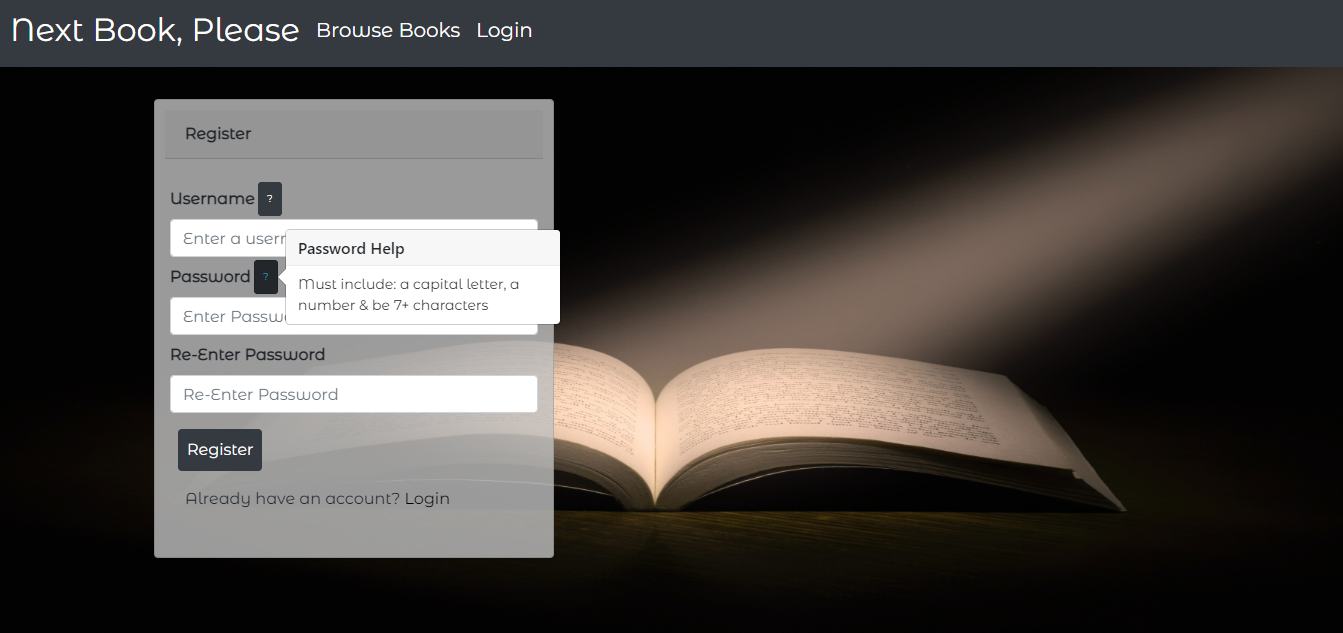 Next Book, Please Browse Books Login
Register
Username ?
Enter a usern
Password Help
Password ?
Must include: a capital letter, a
number & be 7+ characters
Enter Passw
Re-Enter Password
Re-Enter Password
Register
Already have an account? Login